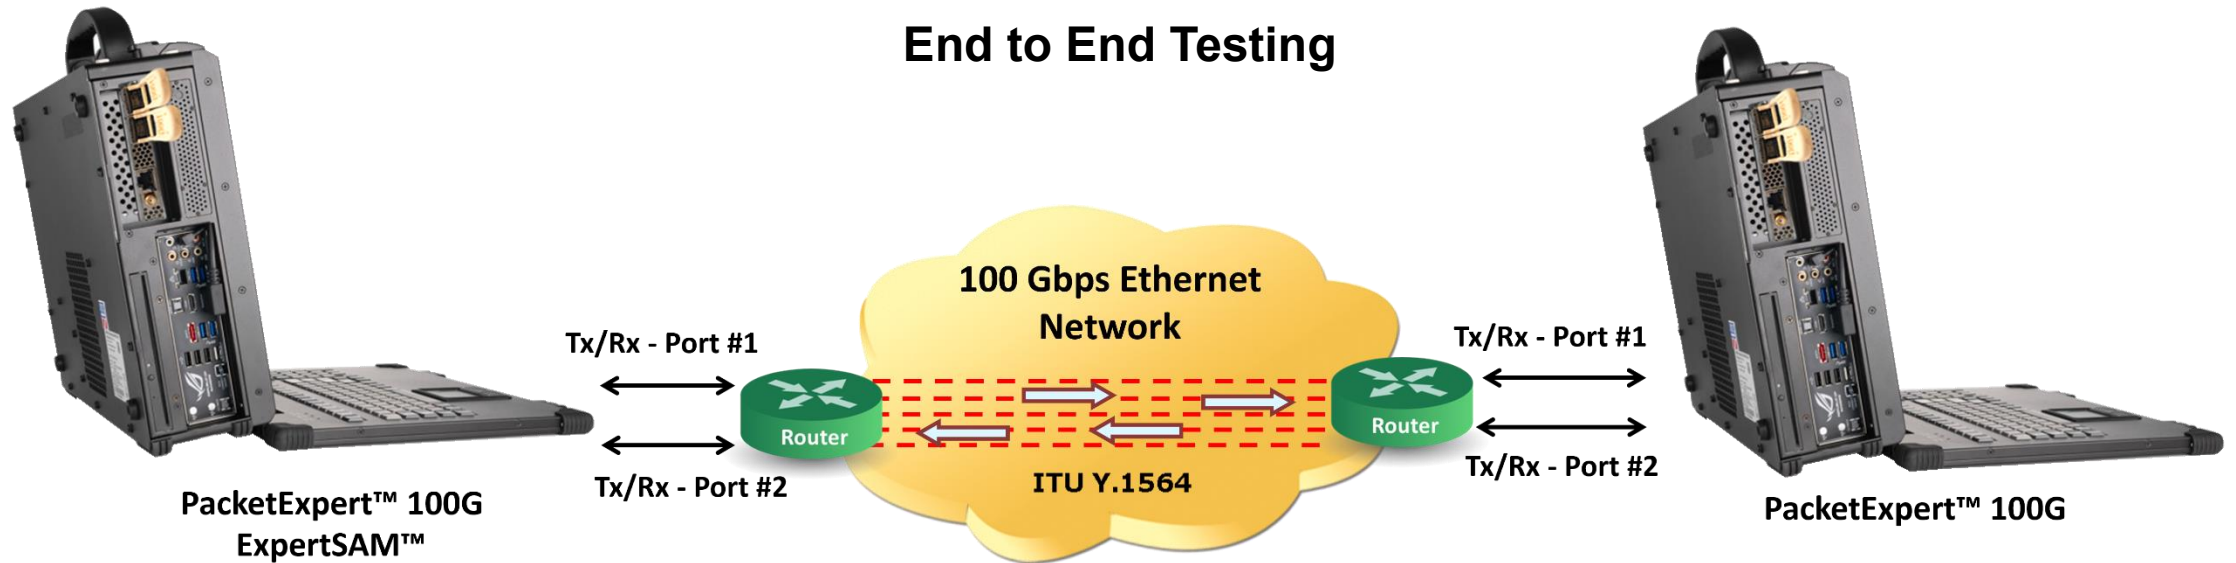 End to End Testing
100 Gbps Ethernet
Network
Tx/Rx - Port #1
Tx/Rx - Port #1
Router
Router
Tx/Rx - Port #2
Tx/Rx - Port #2
ITU Y.1564
PacketExpert™ 100G
ExpertSAM™
PacketExpert™ 100G